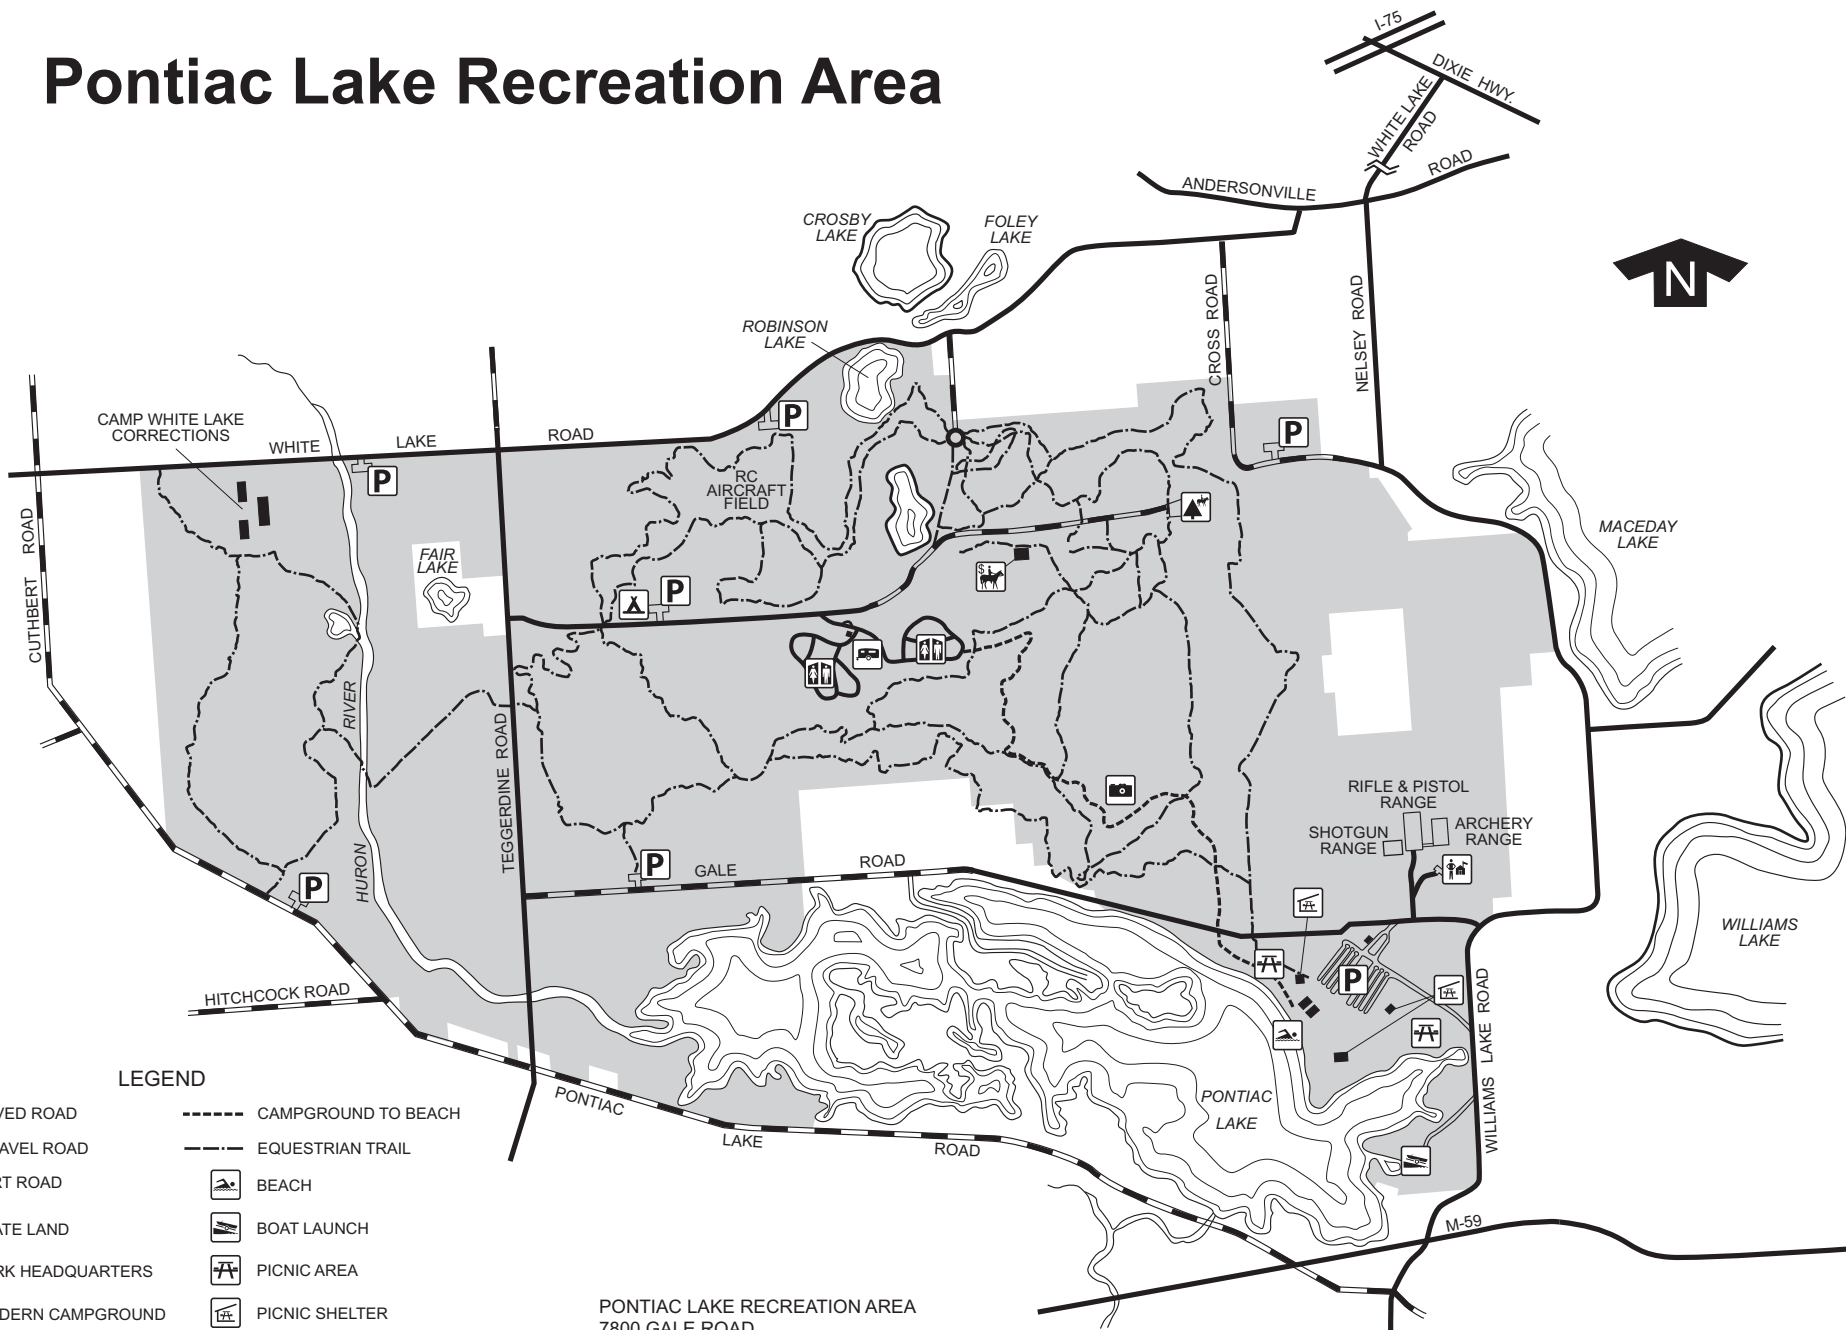 Pontiac Lake Recreation Area
I-75
DIXIE HWY.
WHITE LAKE
ROAD
ANDERSONVILLE
ROAD
CROSBY
LAKE
FOLEY
LAKE
N
ROBINSON
LAKE
CROSS ROAD
NELSEY ROAD
CAMP WHITE LAKE
CORRECTIONS
WHITE
LAKE
ROAD
P
P
P
RC
AIRCRAFT
FIELD
CUTHBERT ROAD
FAIR
LAKE
MACEDAY
LAKE
$
P
RIVER
TEGGERDINE ROAD
RIFLE & PISTOL
RANGE
SHOTGUN
RANGE
ARCHERY
RANGE
HURON
P
P
GALE
ROAD
WILLIAMS
LAKE
P
HITCHCOCK ROAD
WILLIAMS LAKE ROAD
PONTIAC
LAKE
PONTIAC
LAKE
ROAD
M-59
LEGEND
VED ROAD
CAMPGROUND TO BEACH
AVEL ROAD
EQUESTRIAN TRAIL
RT ROAD
BEACH
ATE LAND
BOAT LAUNCH
RK HEADQUARTERS
PICNIC AREA
DERN CAMPGROUND
PICNIC SHELTER
PONTIAC LAKE RECREATION AREA
7800 GALE ROAD